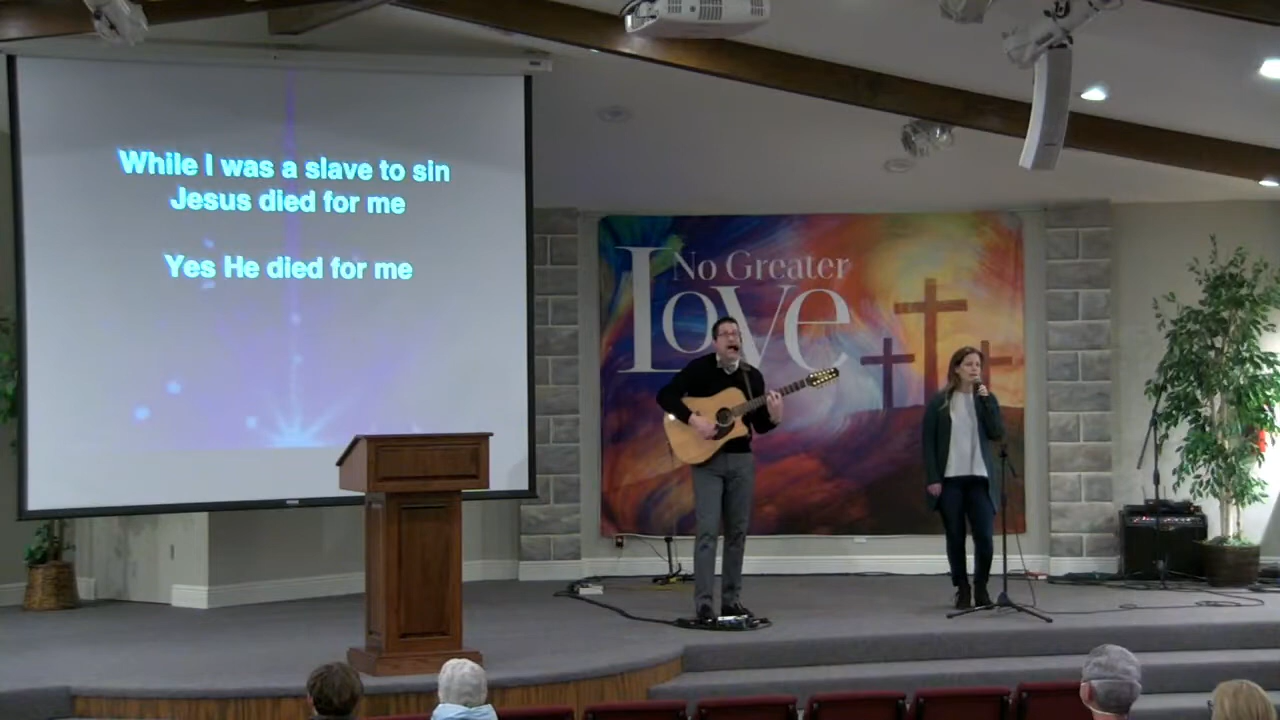 While I was a slave to sin
Jesus died for me
Yes He died for me
No Greater
Love